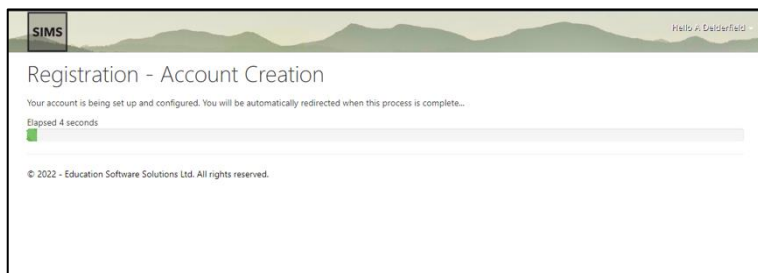 SIMS
Hello A Delderfield
Registration - Account Creation
Your account is being set up and configured. You will be automatically redirected when this process is complete...
Elapsed 4 seconds
© 2022 - Education Software Solutions Ltd. All rights reserved.